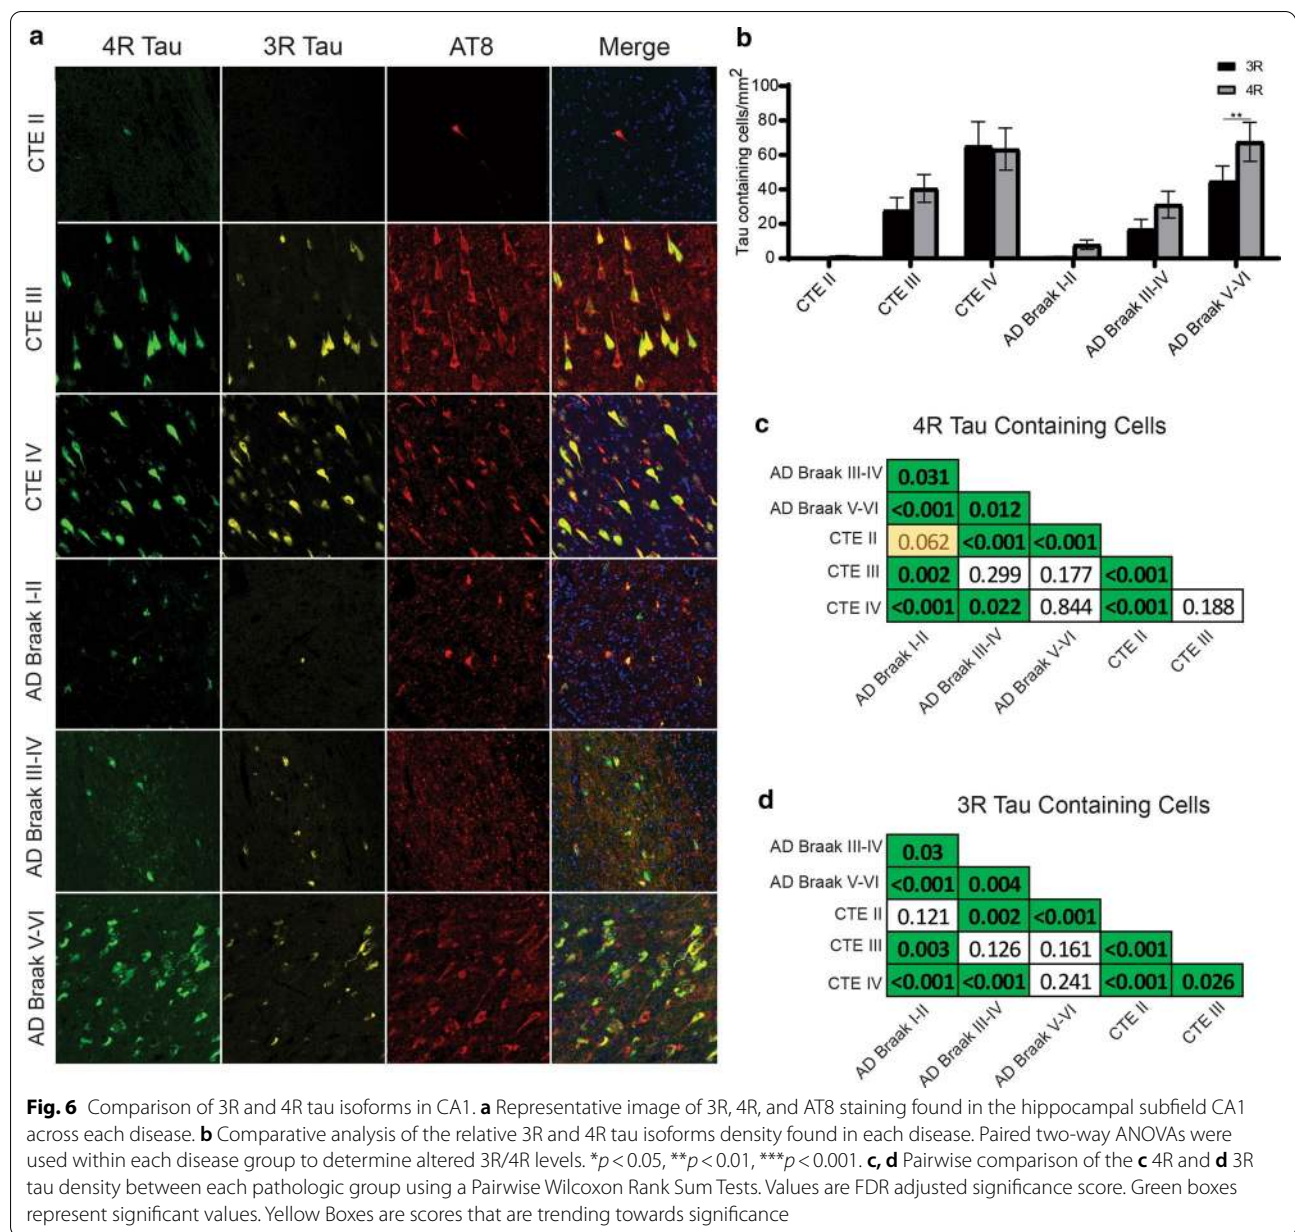 a
4R Tau 3R Tau AT8 Merge
CTE II
CTE III
CTE IV
AD Braak I-II
AD Braak III-IV
AD Braak V-VI
b
Tau containing cells/mm²
100
80
60
40
20
0
3R
4R
**
CTE II CTE III CTE IV AD Braak I-II AD Braak III-IV AD Braak V-VI
c
4R Tau Containing Cells
AD Braak III-IV 0.031
AD Braak V-VI <0.001 0.012
CTE II 0.062 <0.001 <0.001
CTE III 0.002 0.299 0.177 <0.001
CTE IV <0.001 0.022 0.844 <0.001 0.188
AD Braak I-II AD Braak III-IV AD Braak V-VI CTE II CTE III
d
3R Tau Containing Cells
AD Braak III-IV 0.03
AD Braak V-VI <0.001 0.004
CTE II 0.121 0.002 <0.001
CTE III 0.003 0.126 0.161 <0.001
CTE IV <0.001 <0.001 0.241 <0.001 0.026
AD Braak I-II AD Braak III-IV AD Braak V-VI CTE II CTE III
Fig. 6 Comparison of 3R and 4R tau isoforms in CA1. a Representative image of 3R, 4R, and AT8 staining found in the hippocampal subfield CA1
across each disease. b Comparative analysis of the relative 3R and 4R tau isoforms density found in each disease. Paired two-way ANOVAs were
used within each disease group to determine altered 3R/4R levels. *p < 0.05, **p < 0.01, ***p < 0.001. c, d Pairwise comparison of the c 4R and d 3R
tau density between each pathologic group using a Pairwise Wilcoxon Rank Sum Tests. Values are FDR adjusted significance score. Green boxes
represent significant values. Yellow Boxes are scores that are trending towards significance